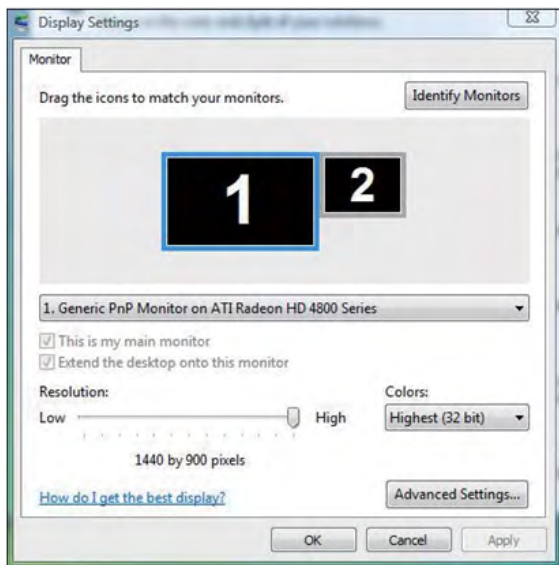 Display Settings
Monitor
Drag the icons to match your monitors.
Identify Monitors
1
2
1. Generic PnP Monitor on ATI Radeon HD 4800 Series
This is my main monitor
Extend the desktop onto this monitor
Resolution:
Colors:
Low
High
Highest (32 bit)
1440 by 900 pixels
How do I get the best display?
Advanced Settings...
OK
Cancel
Apply